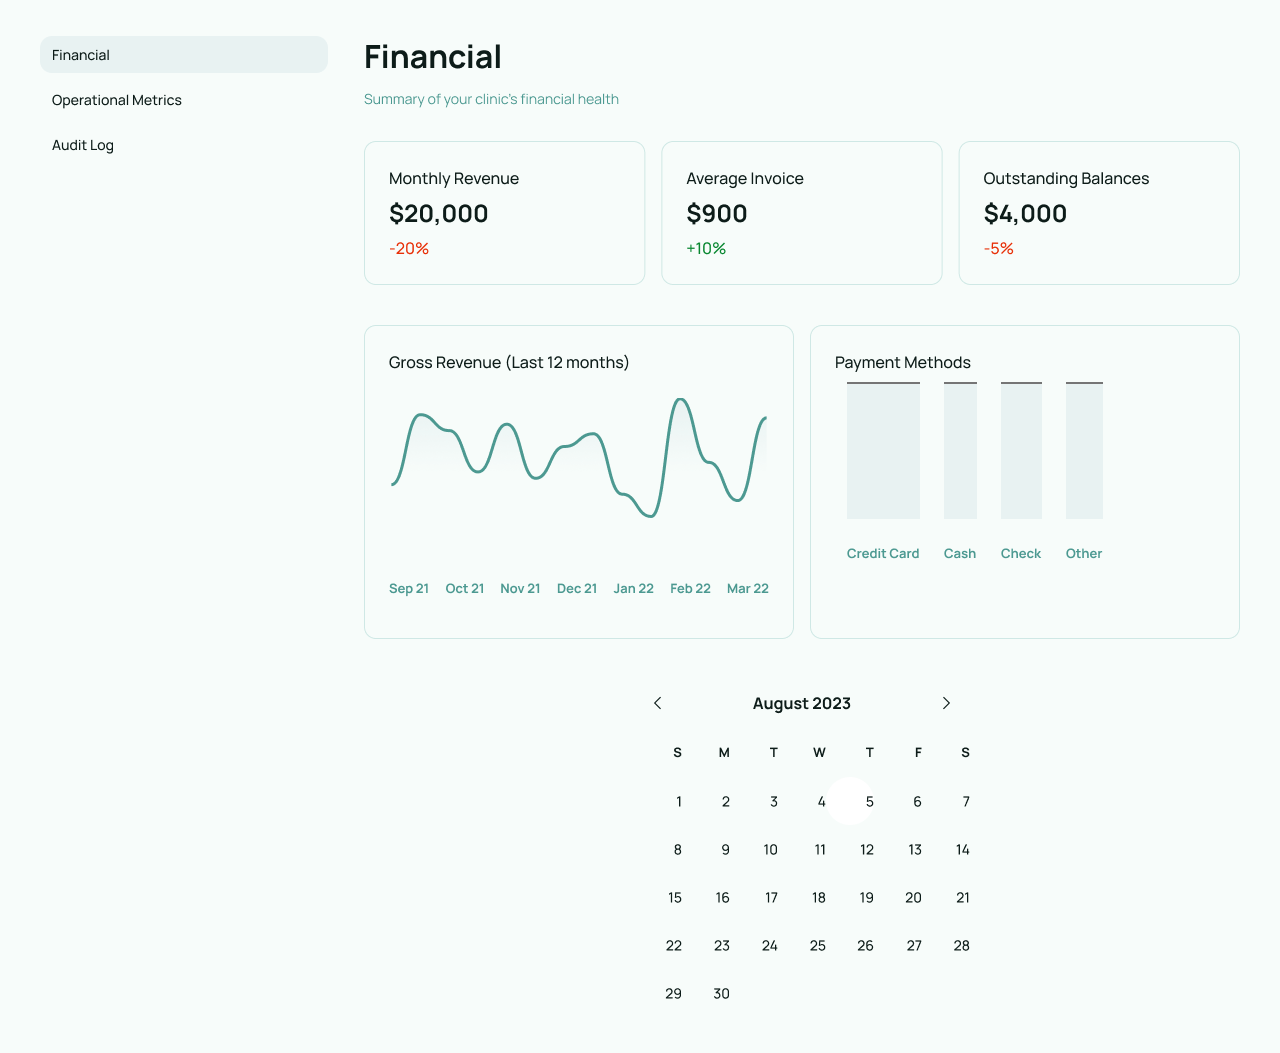 Financial
Operational Metrics
Audit Log
Financial
Summary of your clinic's financial health
Monthly Revenue
$20,000
-20%
Average Invoice
$900
+10%
Outstanding Balances
$4,000
-5%
Gross Revenue (Last 12 months)
Sep 21 Oct 21 Nov 21 Dec 21 Jan 22 Feb 22 Mar 22
Payment Methods
Credit Card Cash Check Other
August 2023
S M T W T F S
1 2 3 4 5 6 7
8 9 10 11 12 13 14
15 16 17 18 19 20 21
22 23 24 25 26 27 28
29 30